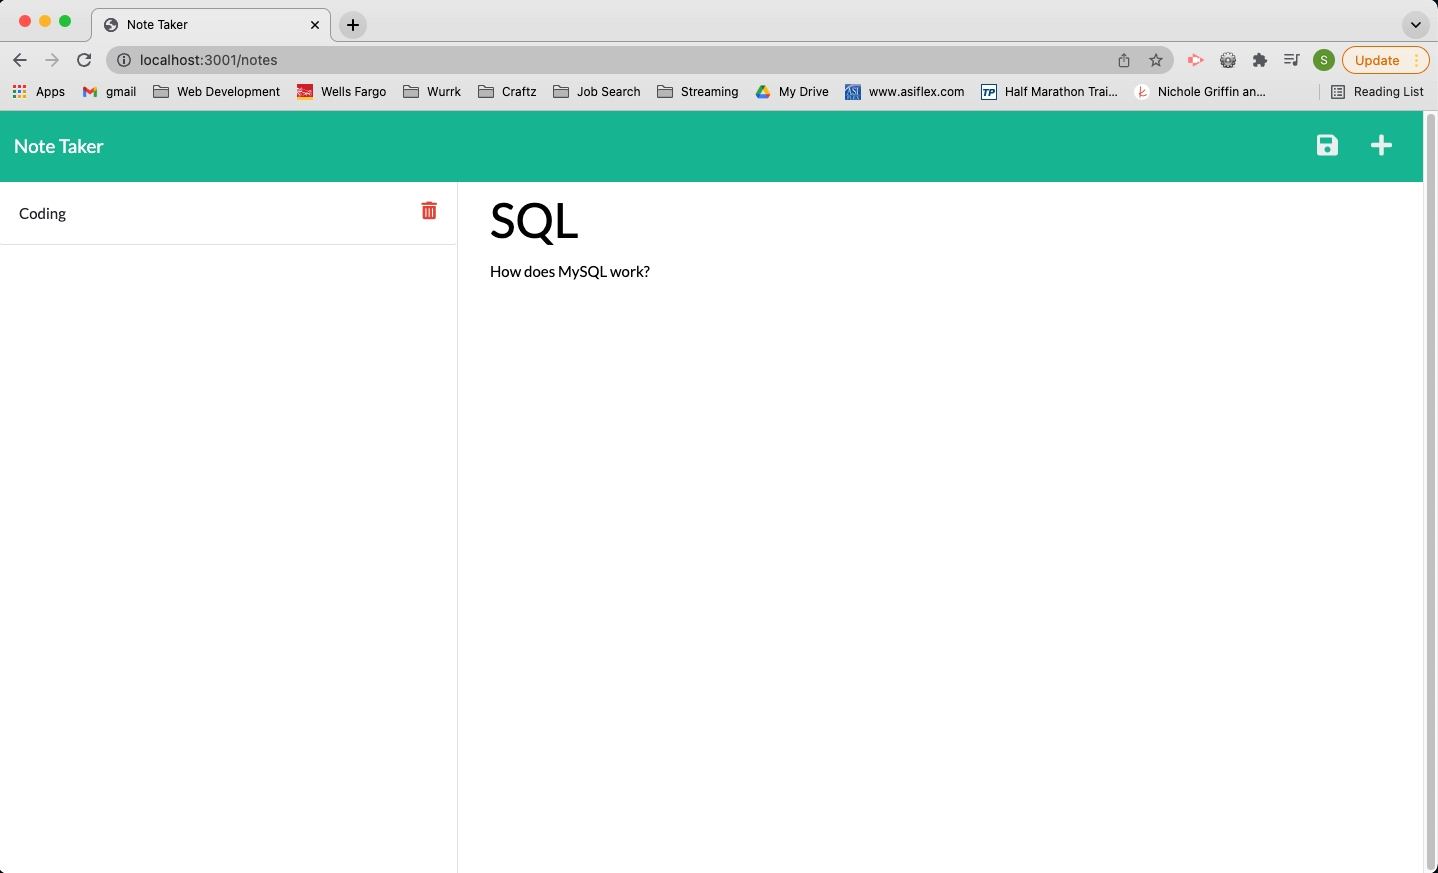 Note Taker
localhost:3001/notes
S
Update
Apps gmail Web Development Wells Fargo Wurrk Craftz Job Search Streaming My Drive ASI www.asiflex.com TP Half Marathon Trai... Nichole Griffin an... Reading List
Note Taker
Coding
SQL
How does MySQL work?